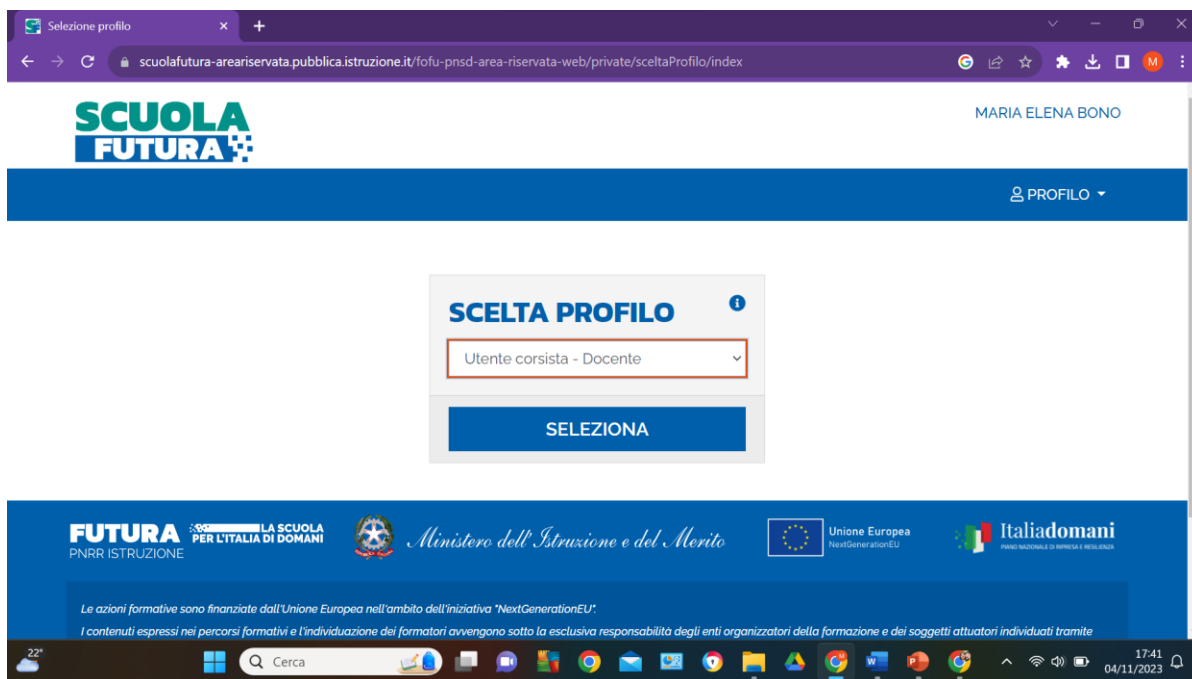 Selezione profilo
scuolafutura-areariservata.pubblica.istruzione.it/fofu-pnsd-area-riservata-web/private/sceltaProfilo/index
M
SCUOLA
FUTURA
MARIA ELENA BONO
PROFILO
SCELTA PROFILO
Utente corsista - Docente
SELEZIONA
FUTURA
PNRR ISTRUZIONE
LA SCUOLA
PER L'ITALIA DI DOMANI
Ministero dell'Istruzione e del Merito
Unione Europea
NextGenerationEU
Italiadomani
PIANO NAZIONALE DI RIPRESA E RESILIENZA
Le azioni formative sono finanziate dall'Unione Europea nell'ambito dell'iniziativa "NextGenerationEU".
I contenuti espressi nei percorsi formativi e l'individuazione dei formatori avvengono sotto la esclusiva responsabilità degli enti organizzatori della formazione e dei soggetti attuatori individuati tramite
22°
Cerca
17:41
04/11/2023